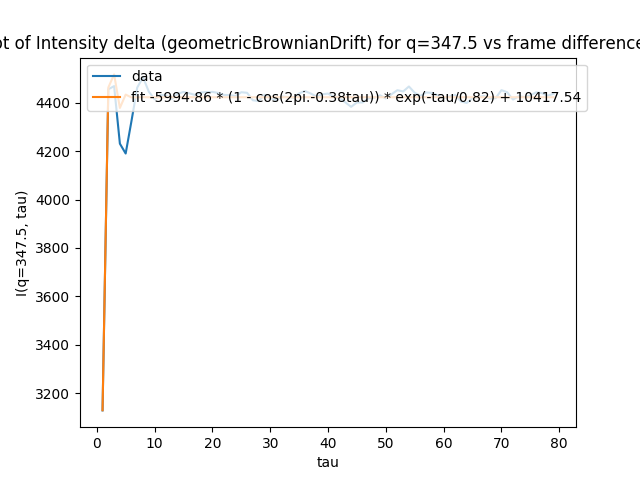 ot of Intensity delta (geometricBrownianDrift) for q=347.5 vs frame difference
data
fit -5994.86 * (1 - cos(2pi.-0.38tau)) * exp(-tau/0.82) + 10417.54
I(q=347.5, tau)
4400
4200
4000
3800
3600
3400
3200
0 10 20 30 40 50 60 70 80
tau